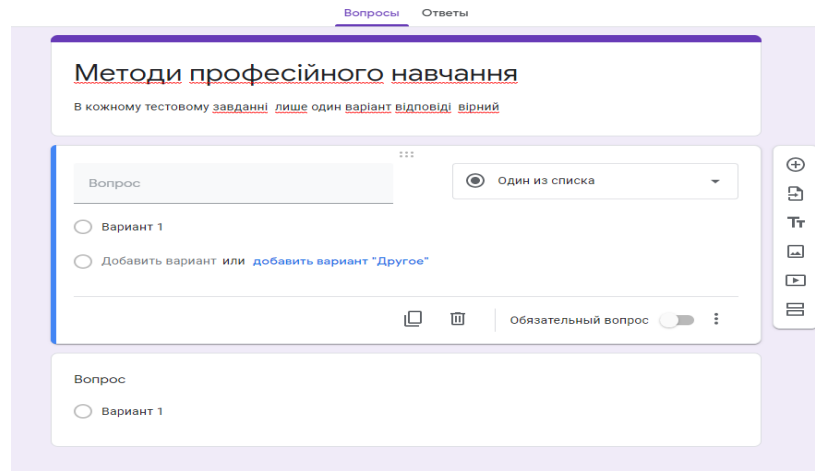 Вопросы Ответы
Методи професійного навчання
В кожному тестовому завданні лише один варіант відповіді вірний
Вопрос
Один из списка
Вариант 1
Tт
Добавить вариант или добавить вариант "Другое"
Обязательный вопрос
Вопрос
Вариант 1